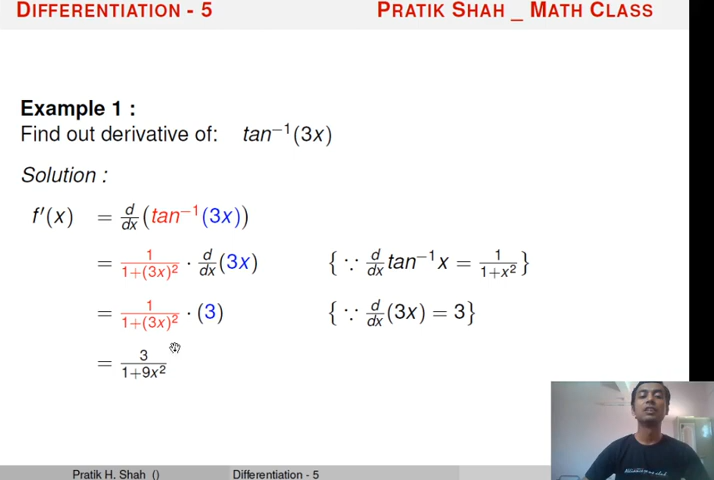 DIFFERENTIATION - 5 PRATIK SHAH _ MATH CLASS
Example 1 :
Find out derivative of: tan⁻¹(3x)
Solution :
f'(x) = d/dx (tan⁻¹(3x))
= 1/(1+(3x)²) · d/dx (3x) { ∵ d/dx tan⁻¹x = 1/(1+x²) }
= 1/(1+(3x)²) · (3) { ∵ d/dx (3x) = 3}
= 3/(1+9x²)
Pratik H. Shah () Differentiation - 5